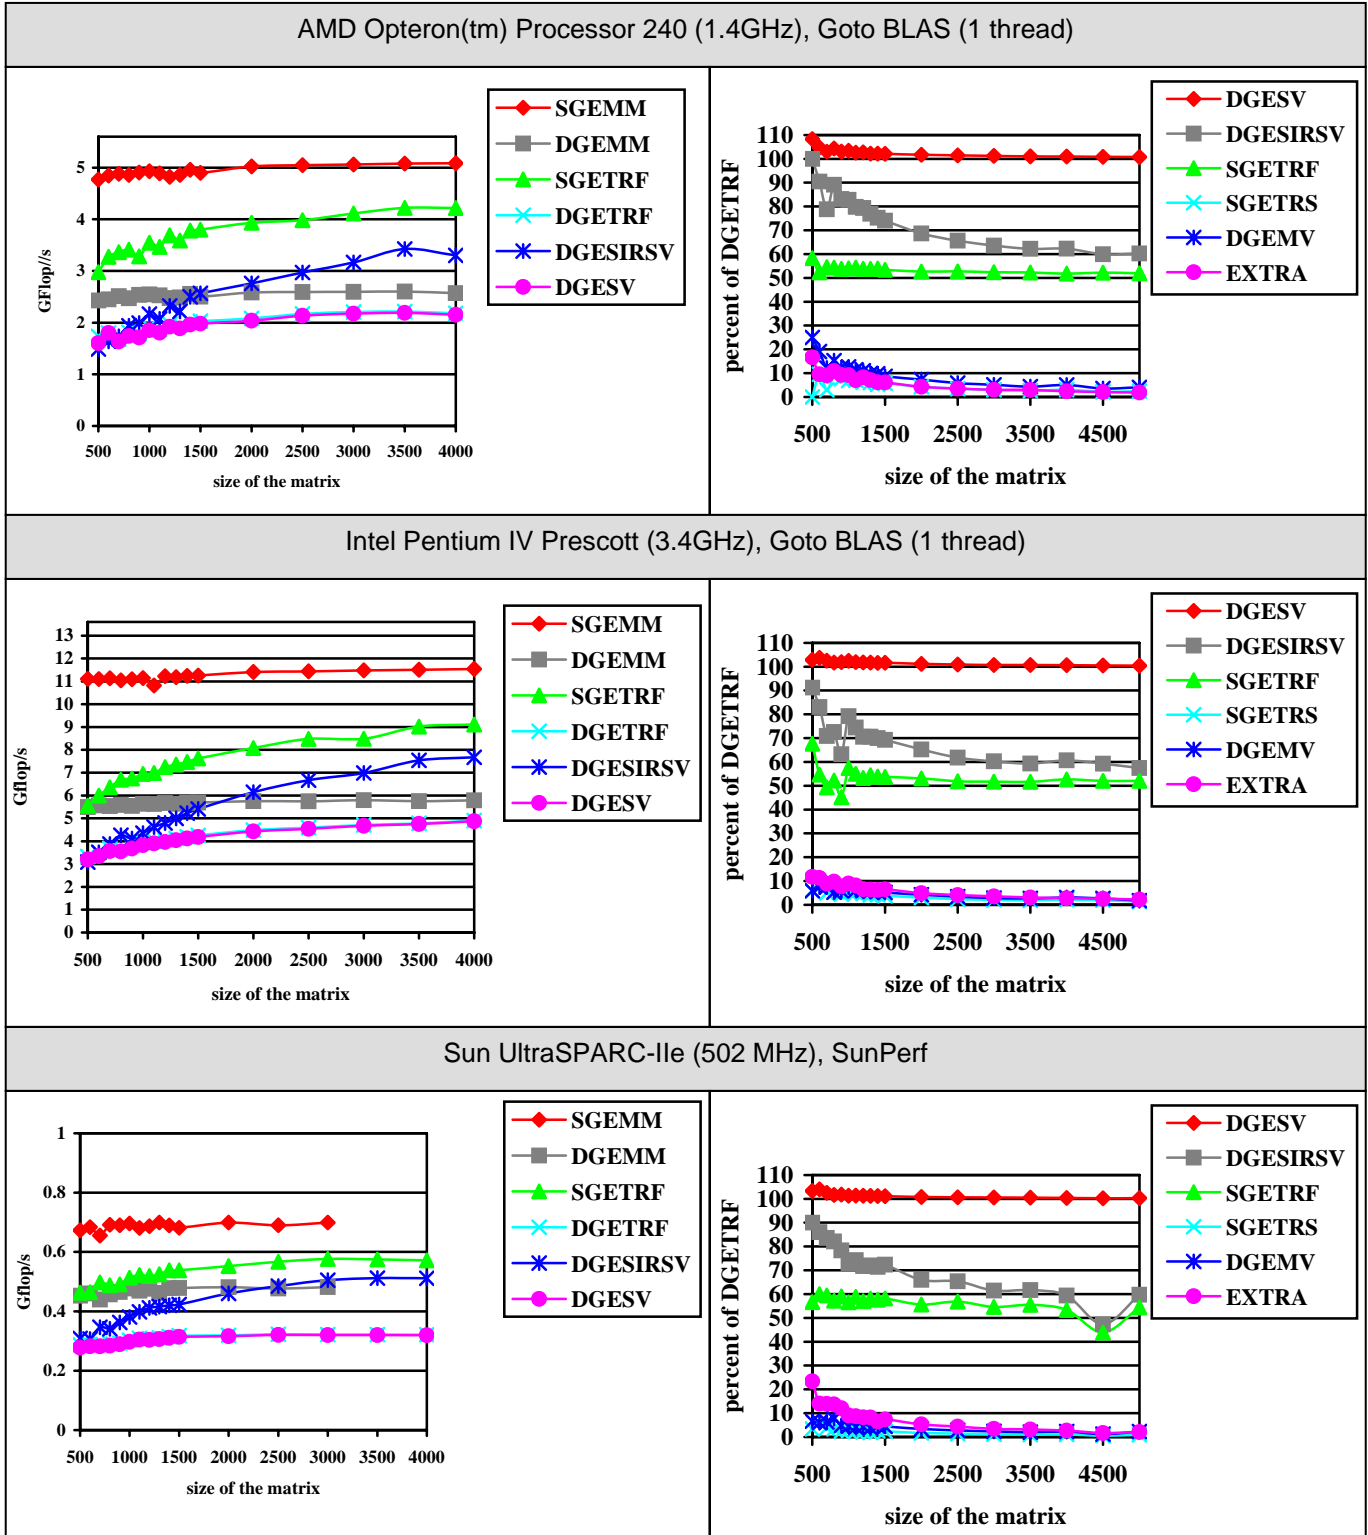 AMD Opteron(tm) Processor 240 (1.4GHz), Goto BLAS (1 thread)
GFlop//s
5
4
3
2
1
0
500 1000 1500 2000 2500 3000 3500 4000
size of the matrix
SGEMM
DGEMM
SGETRF
DGETRF
DGESIRSV
DGESV
percent of DGETRF
110
100
90
80
70
60
50
40
30
20
10
0
500 1500 2500 3500 4500
size of the matrix
DGESV
DGESIRSV
SGETRF
SGETRS
DGEMV
EXTRA
Intel Pentium IV Prescott (3.4GHz), Goto BLAS (1 thread)
Gflop/s
13
12
11
10
9
8
7
6
5
4
3
2
1
0
500 1000 1500 2000 2500 3000 3500 4000
size of the matrix
SGEMM
DGEMM
SGETRF
DGETRF
DGESIRSV
DGESV
percent of DGETRF
110
100
90
80
70
60
50
40
30
20
10
0
500 1500 2500 3500 4500
size of the matrix
DGESV
DGESIRSV
SGETRF
SGETRS
DGEMV
EXTRA
Sun UltraSPARC-IIe (502 MHz), SunPerf
Gflop/s
1
0.8
0.6
0.4
0.2
0
500 1000 1500 2000 2500 3000 3500 4000
size of the matrix
SGEMM
DGEMM
SGETRF
DGETRF
DGESIRSV
DGESV
percent of DGETRF
110
100
90
80
70
60
50
40
30
20
10
0
500 1500 2500 3500 4500
size of the matrix
DGESV
DGESIRSV
SGETRF
SGETRS
DGEMV
EXTRA